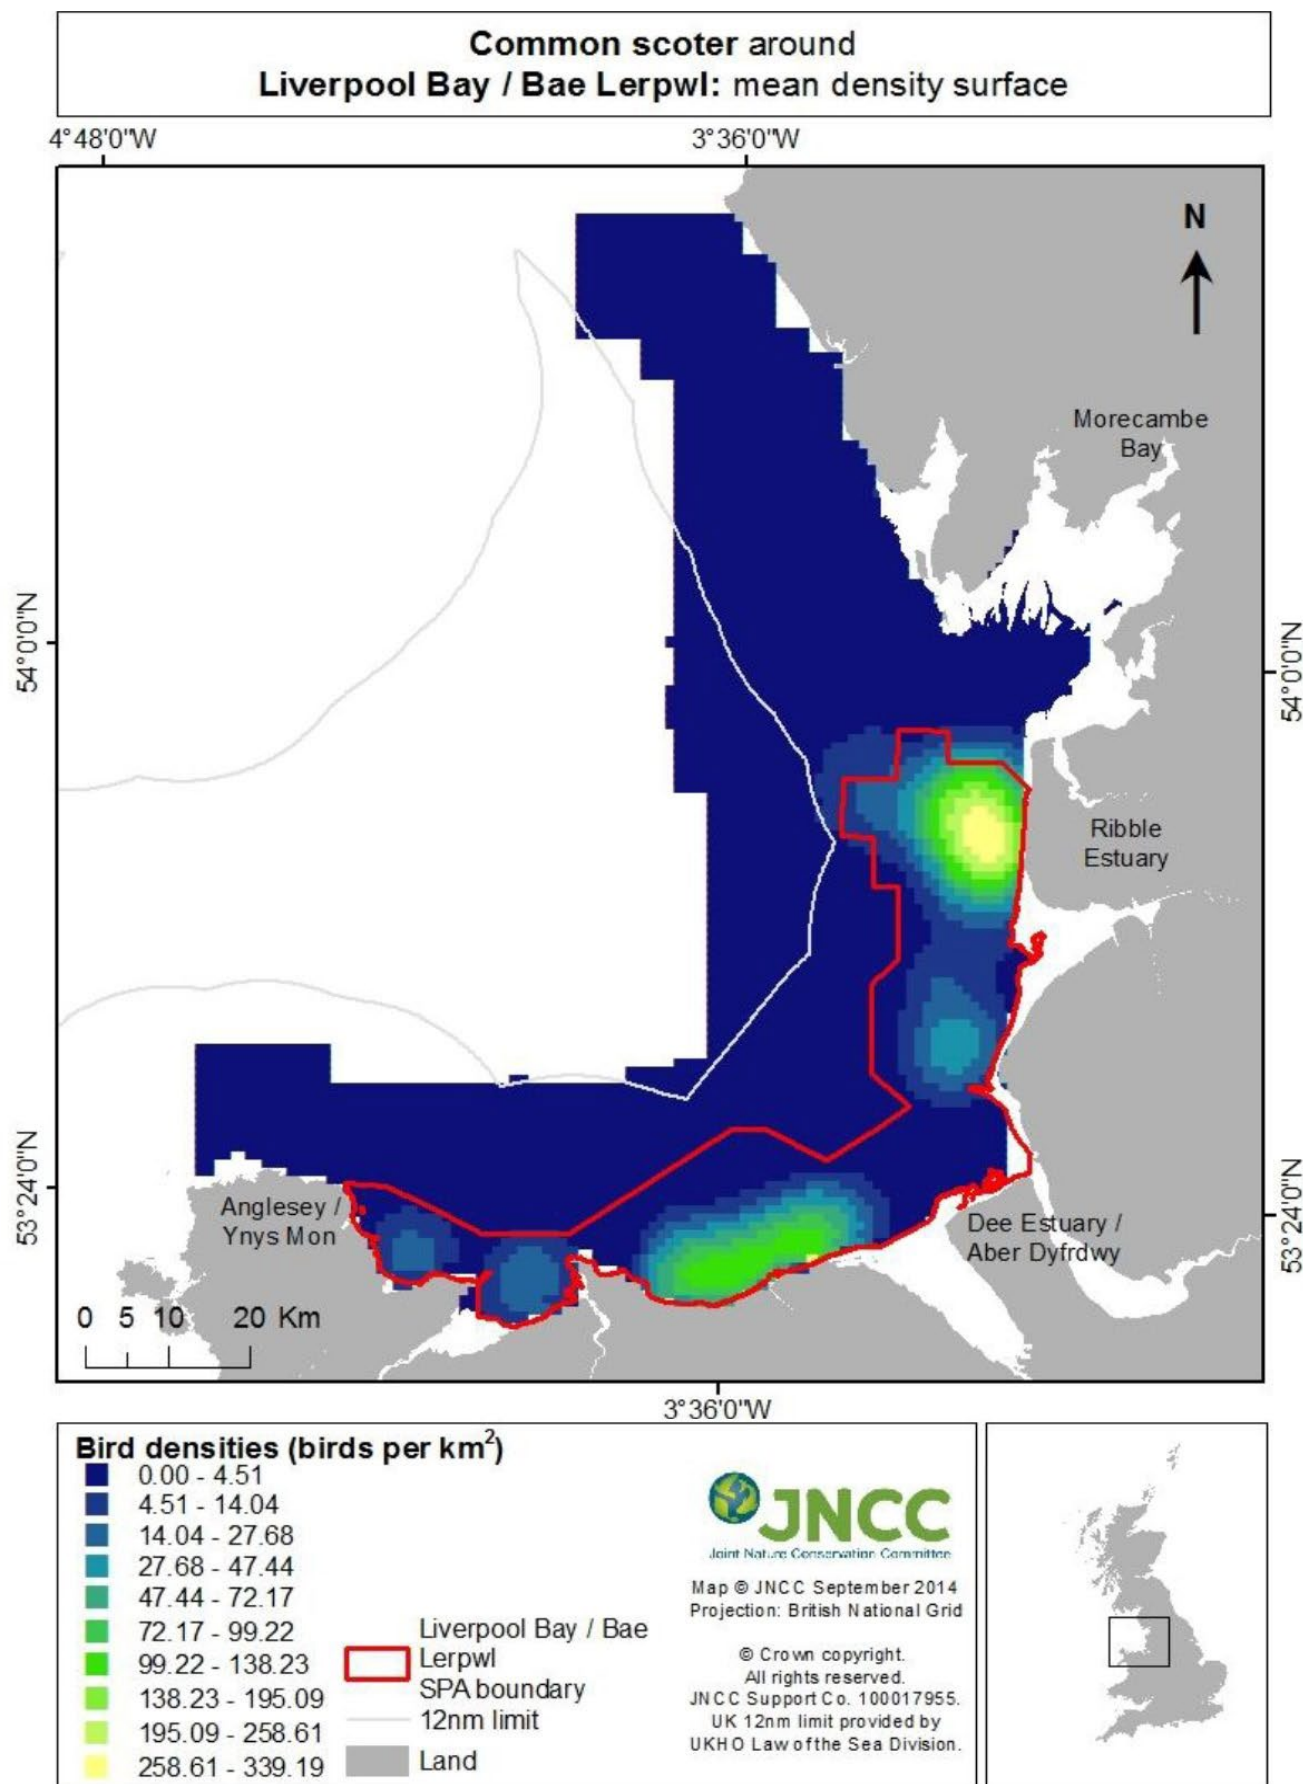 Common scoter around
Liverpool Bay / Bae Lerpwl: mean density surface
4°48'0"W
3°36'0"W
N
Morecambe
Bay
54°0'0"N
54°0'0"N
Ribble
Estuary
53°24'0"N
53°24'0"N
Anglesey /
Ynys Mon
Dee Estuary /
Aber Dyfrdwy
0 5 10 20 Km
3°36'0"W
Bird densities (birds per km²)
0.00 - 4.51
4.51 - 14.04
14.04 - 27.68
27.68 - 47.44
47.44 - 72.17
72.17 - 99.22
99.22 - 138.23
138.23 - 195.09
195.09 - 258.61
258.61 - 339.19
Liverpool Bay / Bae
Lerpwl
SPA boundary
12nm limit
Land
JNCC
Joint Nature Conservation Committee
Map © JNCC September 2014
Projection: British National Grid
© Crown copyright.
All rights reserved.
JNCC Support Co. 100017955.
UK 12nm limit provided by
UKHO Law of the Sea Division.